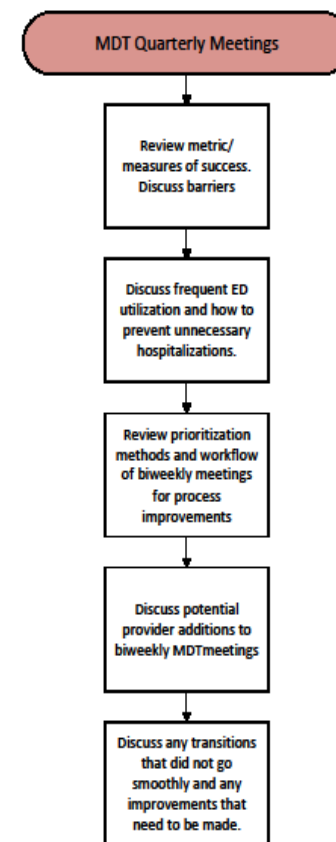 MDT Quarterly Meetings
Review metric/
measures of success.
Discuss barriers
Discuss frequent ED
utilization and how to
prevent unnecessary
hospitalizations.
Review prioritization
methods and workflow
of biweekly meetings
for process
improvements
Discuss potential
provider additions to
biweekly MDTmeetings
Discuss any transitions
that did not go
smoothly and any
improvements that
need to be made.